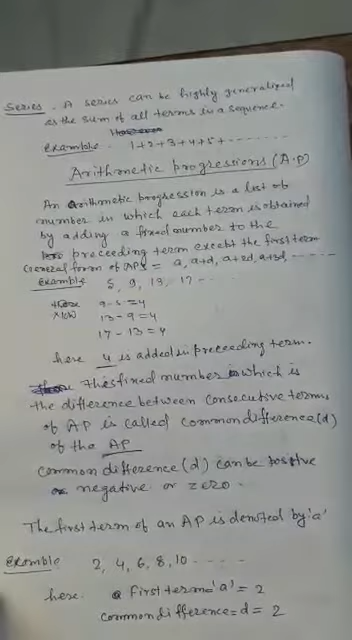 Series. A series can be highly generalized
as the sum of all terms in a sequence.
Example. 1+2+3+4+5+.......
Arithmetic progressions (A.P)
An Arithmetic progression is a list of
number in which each term is obtained
by adding a fixed number to the
preceeding term except the first term
General form of APs = a, a+d, a+2d, a+3d, ......
Example 5, 9, 13, 17...
9-5=4
Now 13-9=4
17-13=4
here 4 is added in preceeding term.
the fixed number which is
the difference between consecutive terms
of AP is called common difference (d)
of the AP
common difference (d) can be positive
negative or zero.
The first term of an AP is denoted by 'a'
Example 2, 4, 6, 8, 10 .....
here. First term 'a' = 2
common difference = d = 2